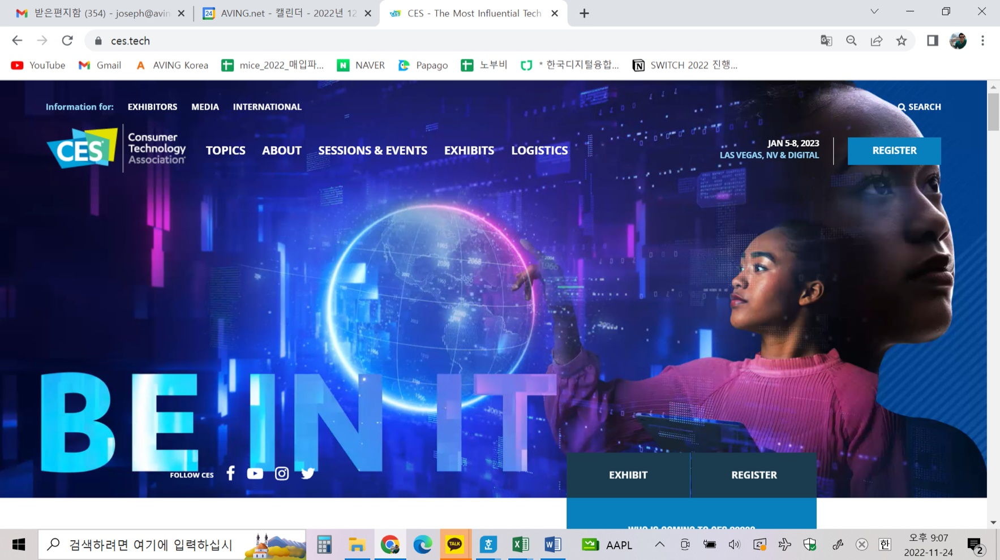 받은편지함 (354) - joseph@avin
24 AVING.net - 캘린더 - 2022년 12
CES CES - The Most Influential Tech
ces.tech
YouTube
Gmail
AVING Korea
mice_2022_매입파...
N NAVER
Papago
노부비
* 한국디지털융합...
N SWITCH 2022 진행...
Information for: EXHIBITORS MEDIA INTERNATIONAL
SEARCH
CES
Consumer
Technology
Association
TOPICS ABOUT SESSIONS & EVENTS EXHIBITS LOGISTICS
JAN 5-8, 2023
LAS VEGAS, NV & DIGITAL
REGISTER
BE IN IT
FOLLOW CES
EXHIBIT
REGISTER
검색하려면 여기에 입력하십시
TALK
AAPL
한
오후 9:07
2022-11-24
2